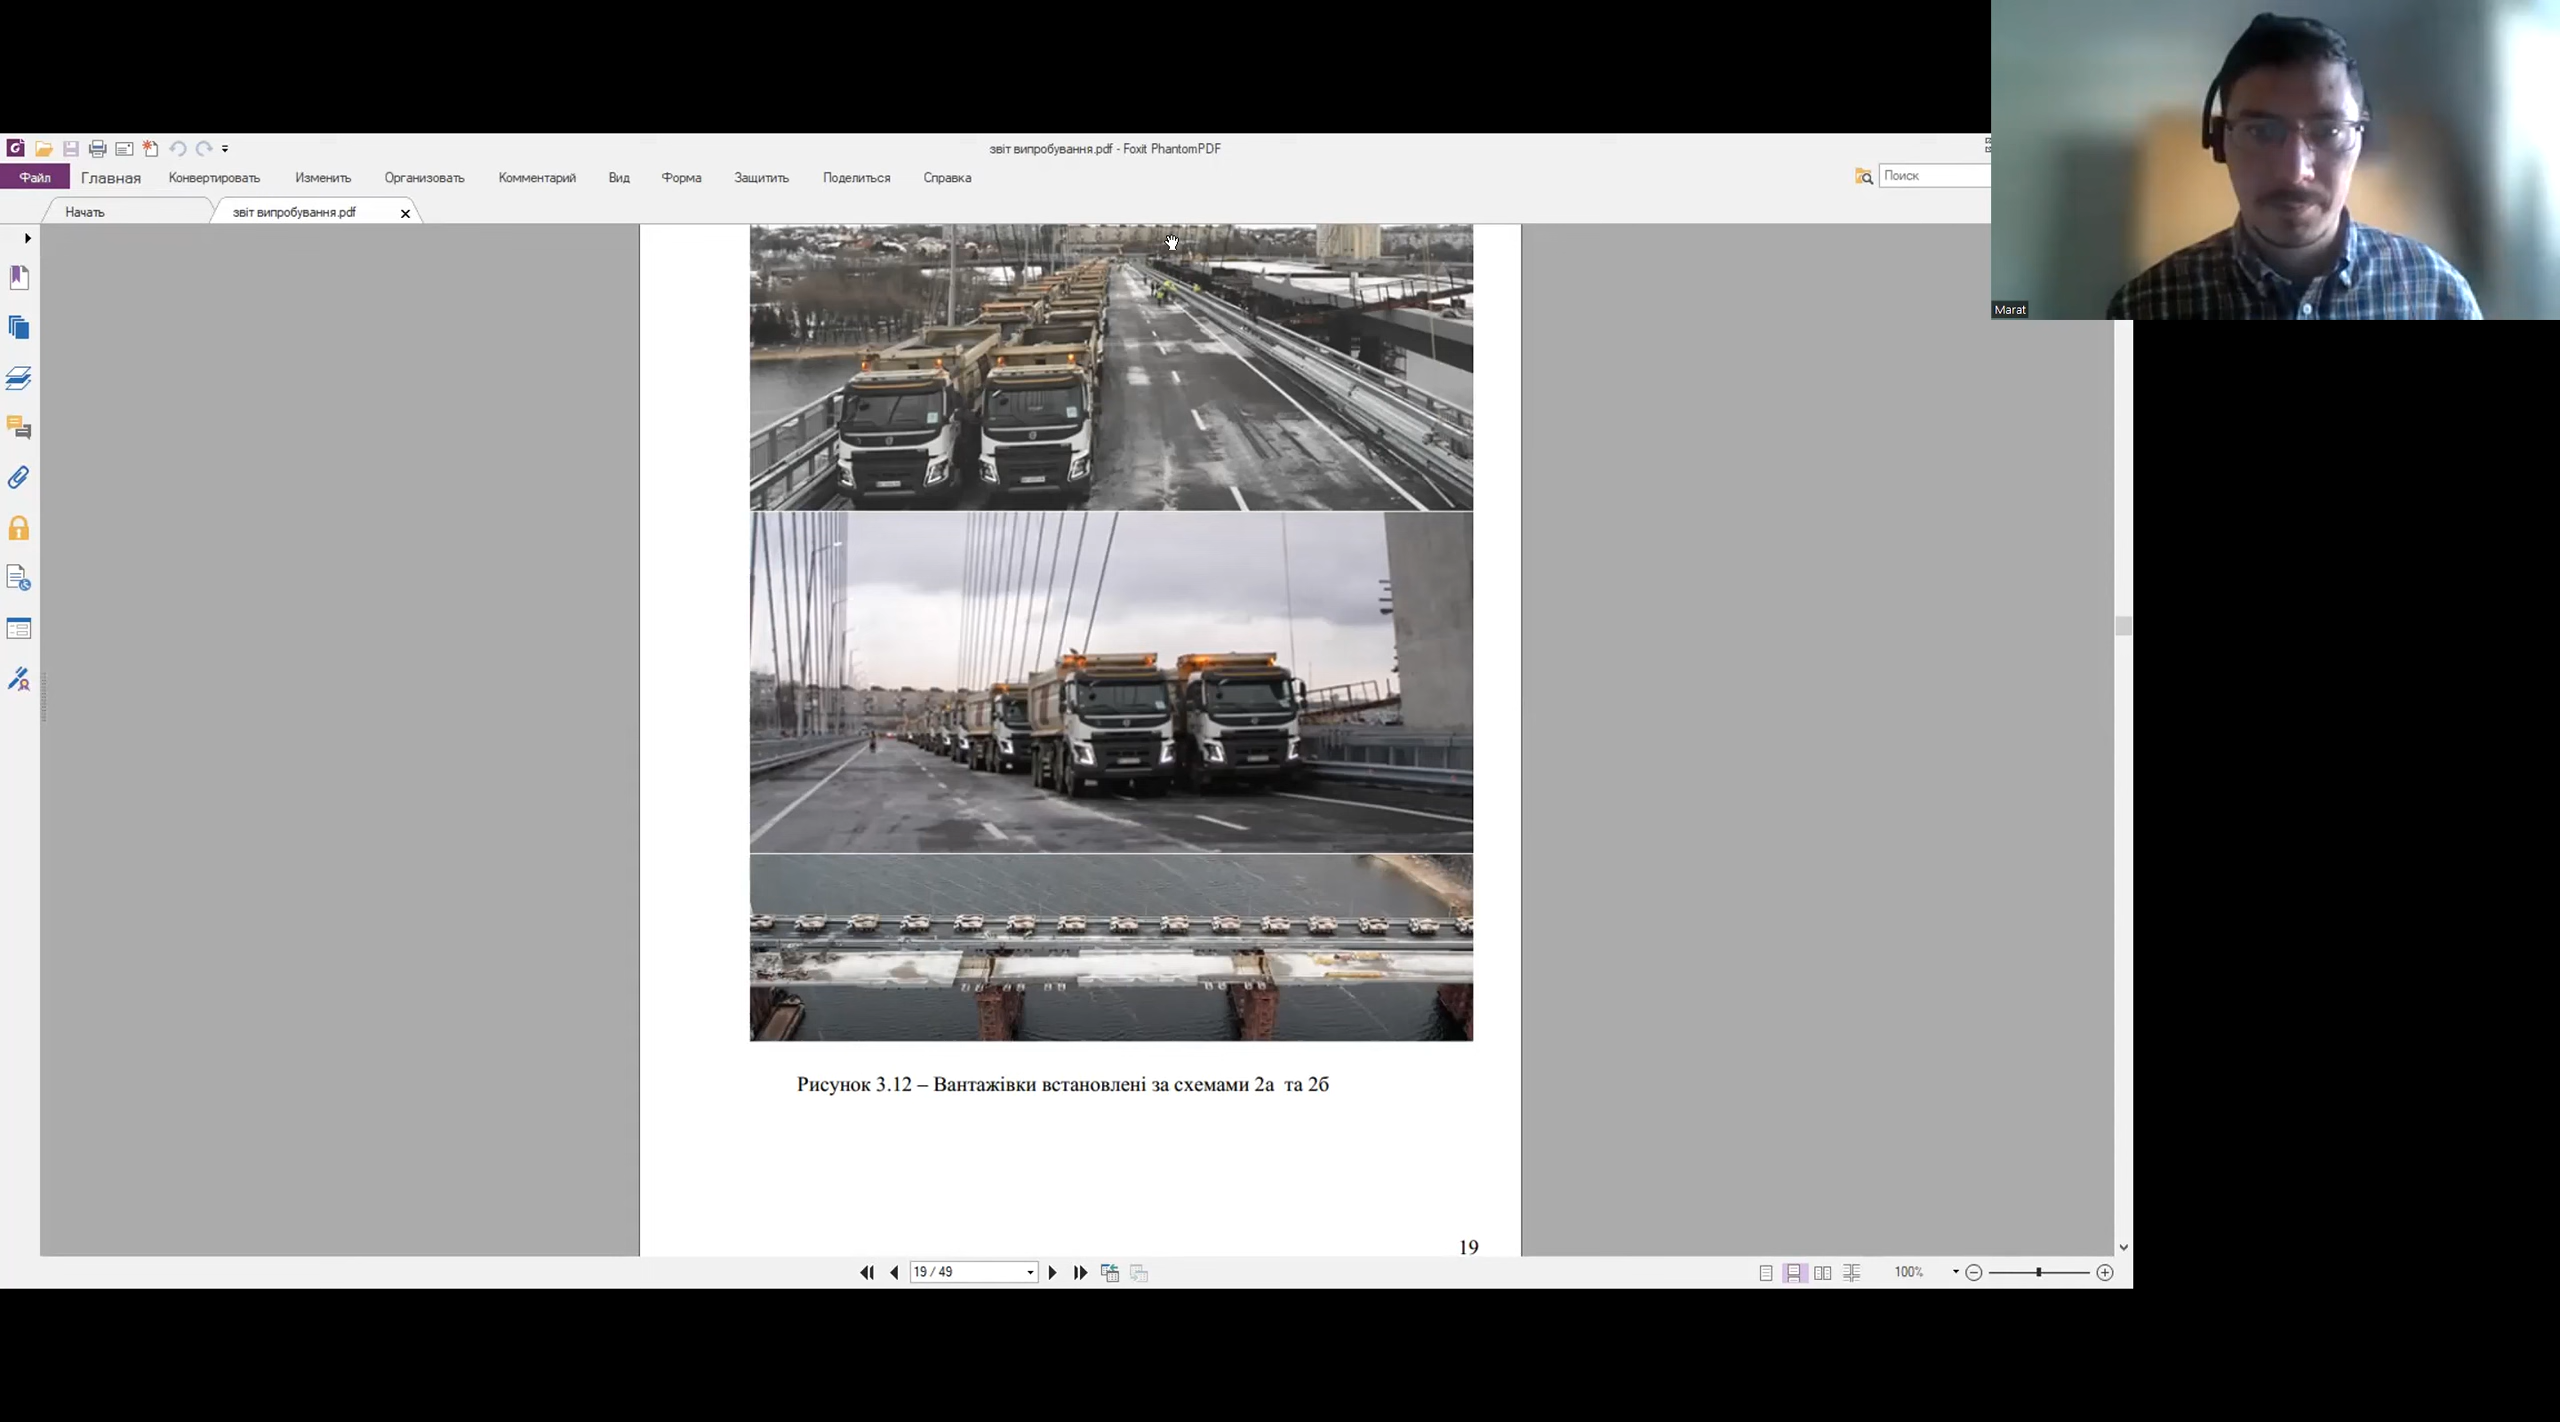 звіт випробування.pdf - Foxit PhantomPDF
Файл Главная Конвертировать Изменить Организовать Комментарий Вид Форма Защитить Поделиться Справка
Поиск
Начать звіт випробування.pdf
Marat
Рисунок 3.12 – Вантажівки встановлені за схемами 2а та 2б
19
19 / 49 100%